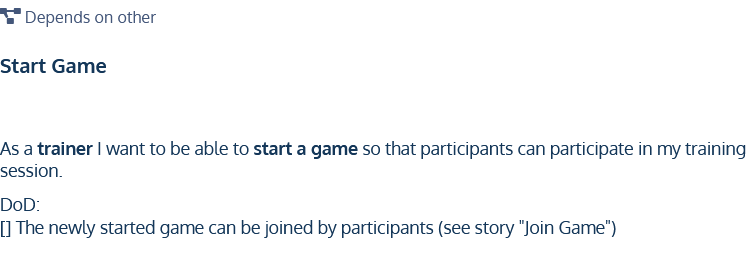 Depends on other
Start Game
As a trainer I want to be able to start a game so that participants can participate in my training
session.
DoD:
[] The newly started game can be joined by participants (see story "Join Game")